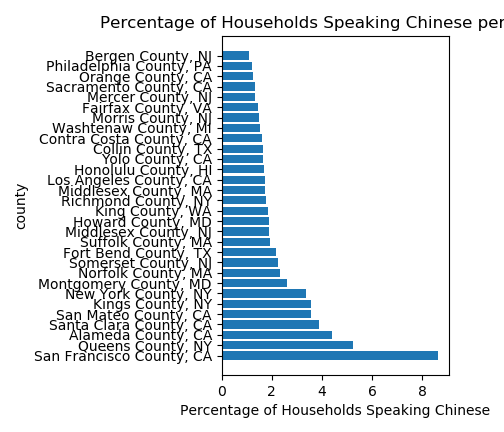 Percentage of Households Speaking Chinese per
Bergen County, NJ
Philadelphia County, PA
Orange County, CA
Sacramento County, CA
Mercer County, NJ
Fairfax County, VA
Morris County, NJ
Washtenaw County, MI
Contra Costa County, CA
Collin County, TX
Yolo County, CA
Honolulu County, HI
Los Angeles County, CA
Middlesex County, MA
Richmond County, NY
King County, WA
Howard County, MD
Middlesex County, NJ
Suffolk County, MA
Fort Bend County, TX
Somerset County, NJ
Norfolk County, MA
Montgomery County, MD
New York County, NY
Kings County, NY
San Mateo County, CA
Santa Clara County, CA
Alameda County, CA
Queens County, NY
San Francisco County, CA
county
0 2 4 6 8
Percentage of Households Speaking Chinese